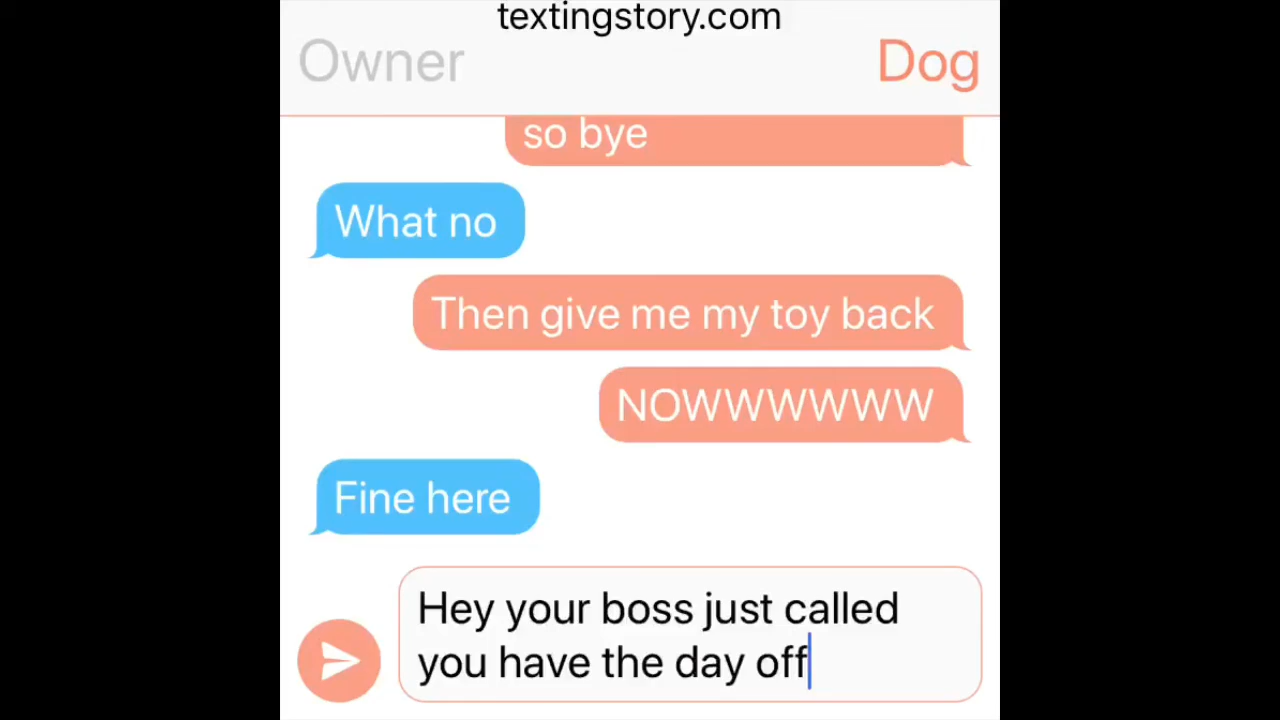 textingstory.com
Owner
Dog
so bye
What no
Then give me my toy back
NOWWWWWW
Fine here
Hey your boss just called
you have the day off